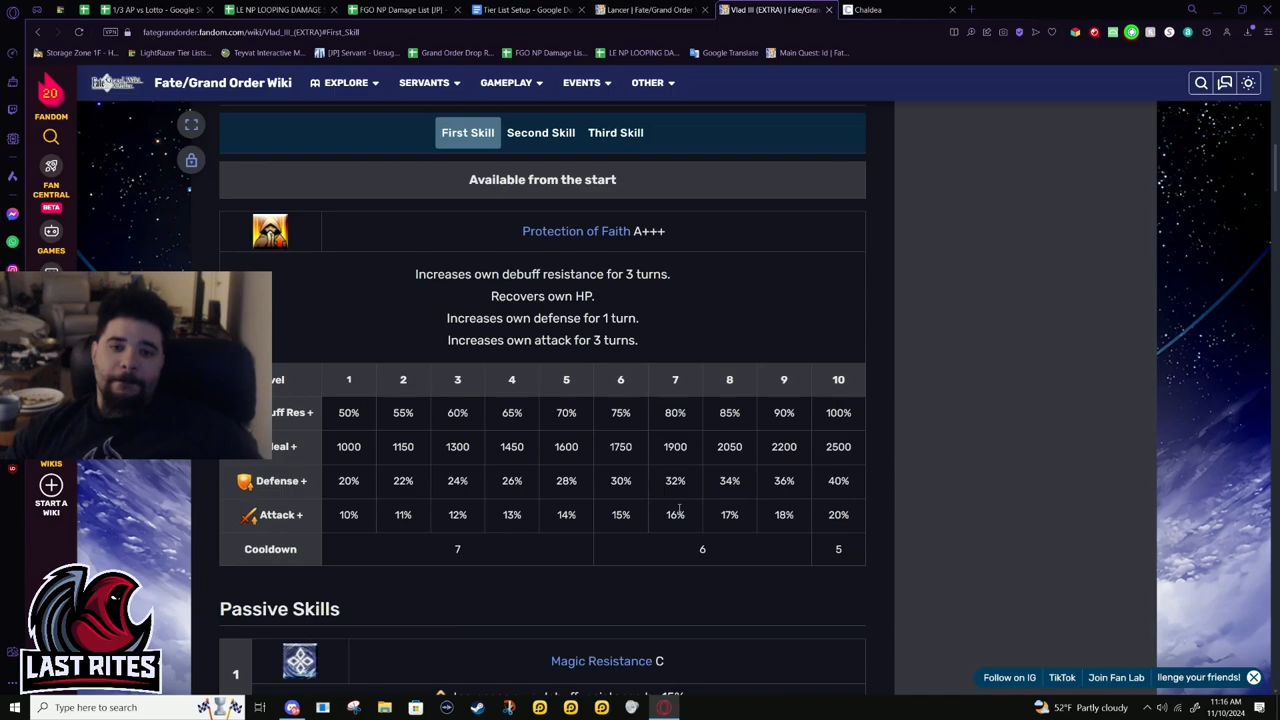 1/3 AP vs Lotto - Google S
LE NP LOOPING DAMAGE
FGO NP Damage List [JP]
Tier List Setup - Google Do
Lancer | Fate/Grand Order
Vlad III (EXTRA) | Fate/Gran
Chaldea
VPN
fategrandorder.fandom.com/wiki/Vlad_III_(EXTRA)#First_Skill
Storage Zone 1F - H...
LightRazer Tier Lists...
Teyvat Interactive...
[JP] Servant - Uesug...
Grand Order Drop R...
FGO NP Damage Lis...
LE NP LOOPING DA...
Google Translate
Main Quest: Id | Fat...
20
FANDOM
Fate/Grand Order Wiki
EXPLORE
SERVANTS
GAMEPLAY
EVENTS
OTHER
FAN
CENTRAL
BETA
GAMES
WIKIS
START A
WIKI
First Skill Second Skill Third Skill
Available from the start
Protection of Faith A+++
Increases own debuff resistance for 3 turns.
Recovers own HP.
Increases own defense for 1 turn.
Increases own attack for 3 turns.
vel 1 2 3 4 5 6 7 8 9 10
uff Res + 50% 55% 60% 65% 70% 75% 80% 85% 90% 100%
eal + 1000 1150 1300 1450 1600 1750 1900 2050 2200 2500
Defense + 20% 22% 24% 26% 28% 30% 32% 34% 36% 40%
Attack + 10% 11% 12% 13% 14% 15% 16% 17% 18% 20%
Cooldown 7 6 5
Passive Skills
1
Magic Resistance C
LAST RITES
Follow on IG
TikTok
Join Fan Lab
llenge your friends!
Type here to search
52°F Partly cloudy
11:16 AM
11/10/2024